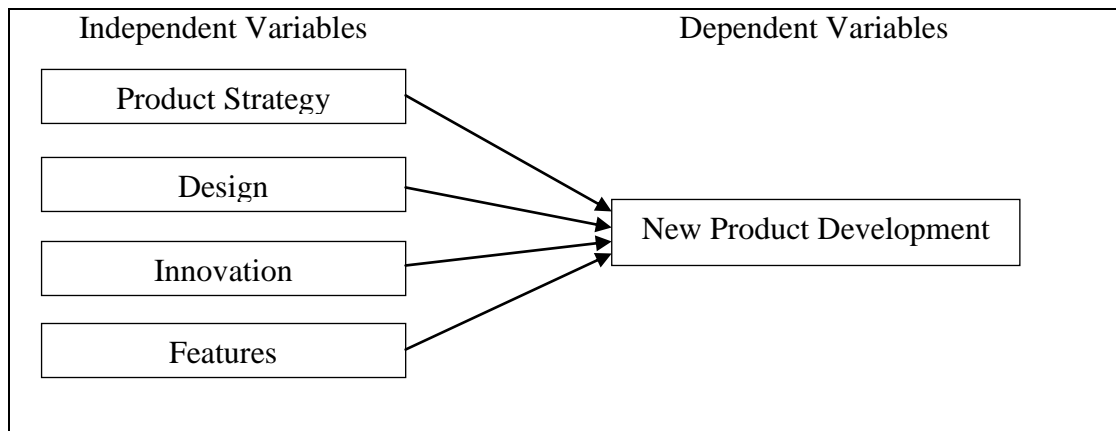 Independent Variables
Dependent Variables
Product Strategy
Design
Innovation
Features
New Product Development